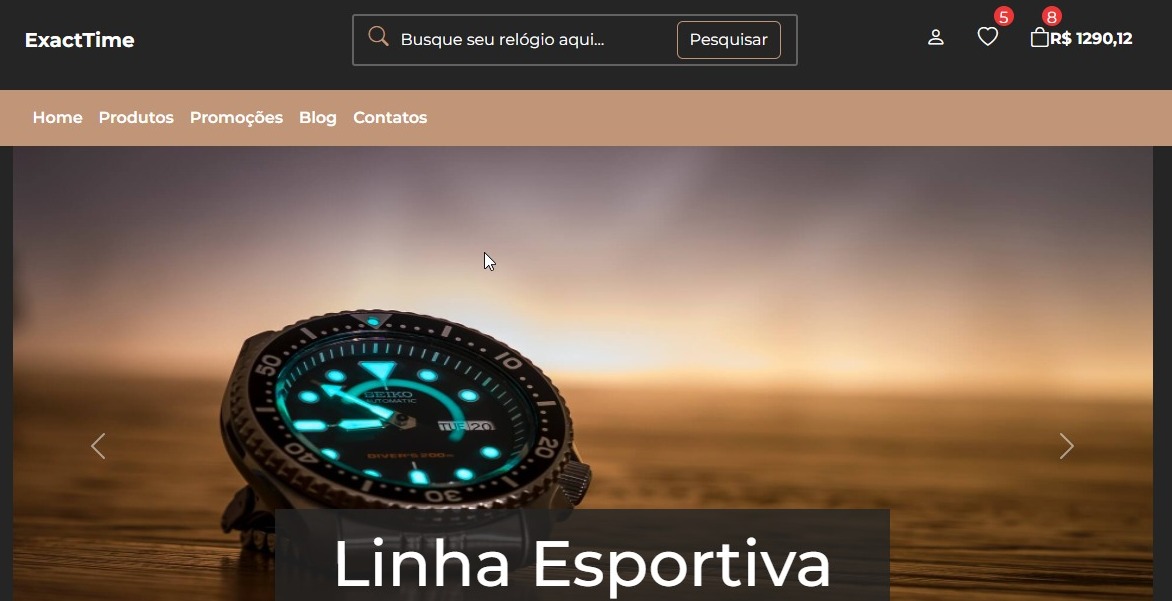 ExactTime
Busque seu relógio aqui...
Pesquisar
5
8
R$ 1290,12
Home
Produtos
Promoções
Blog
Contatos
50
10
SEIKO
AUTOMATIC
TUE 20
DIVER'S 200m
20
40
30
Linha Esportiva